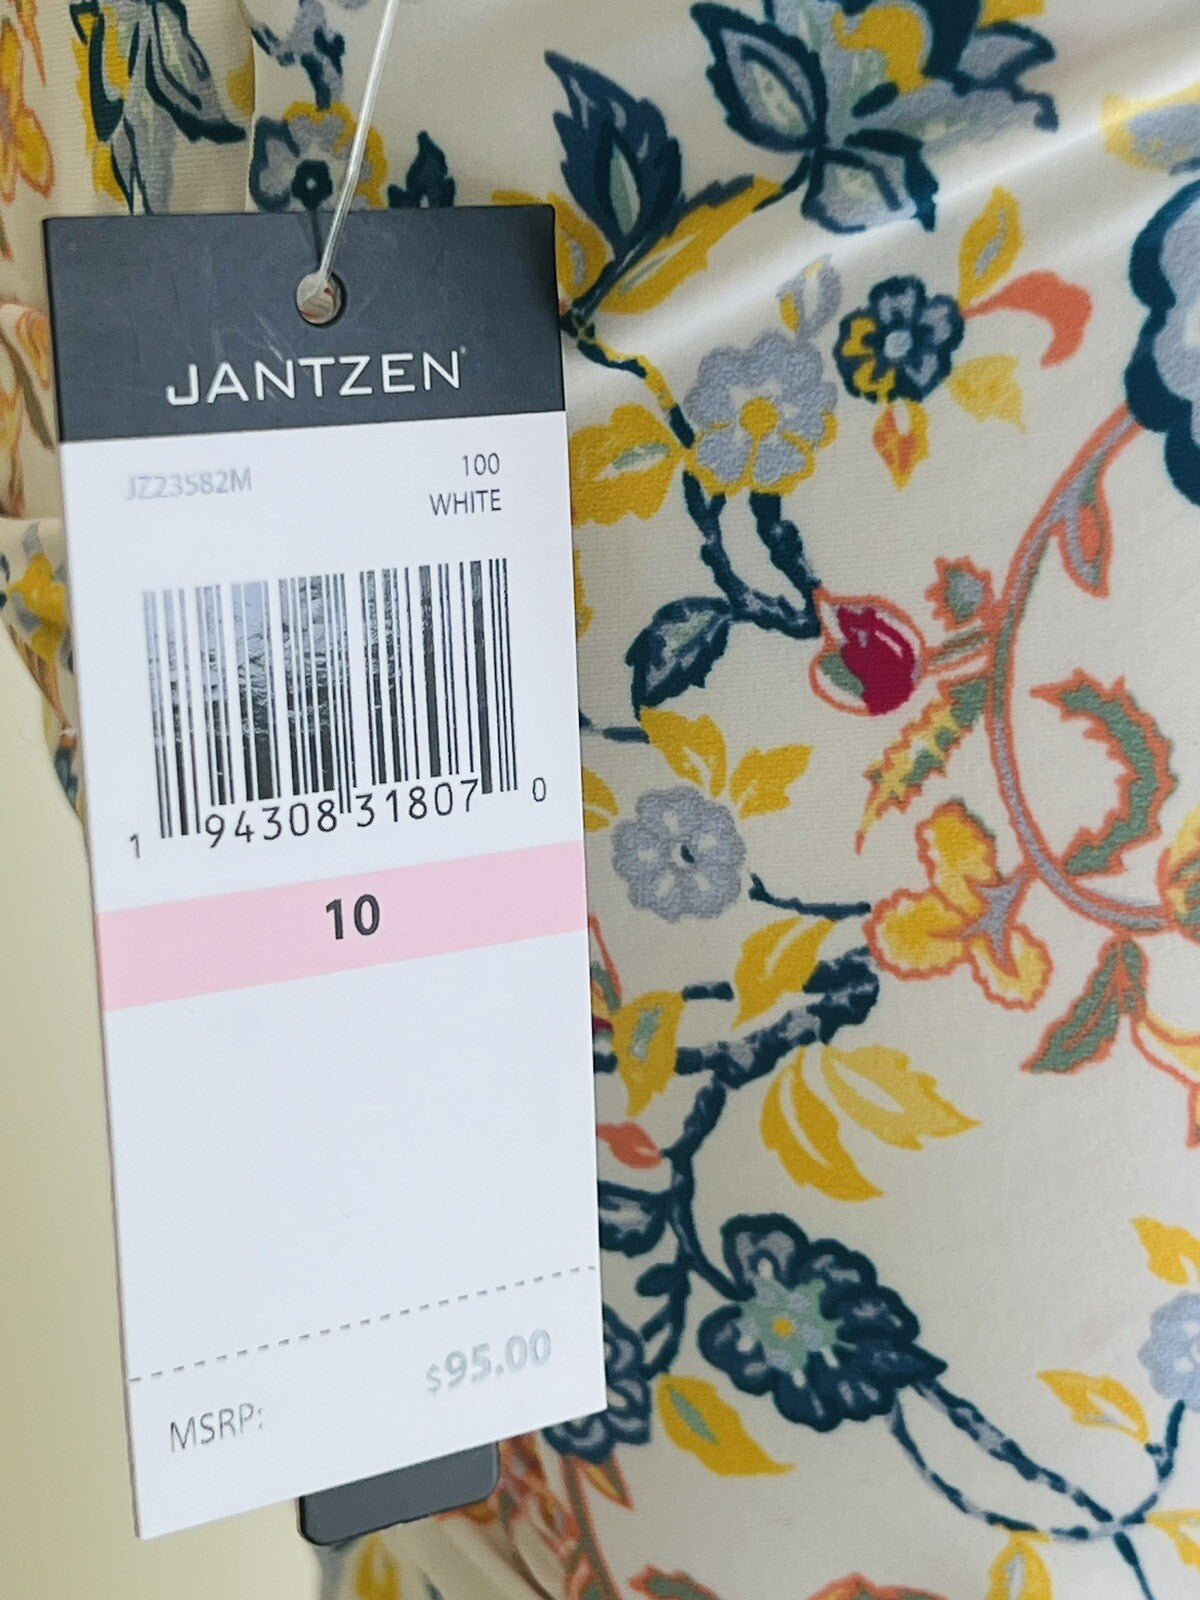 JANTZEN®
JZ23582M
100
WHITE
1 94308 31807 0
10
$95.00
MSRP: